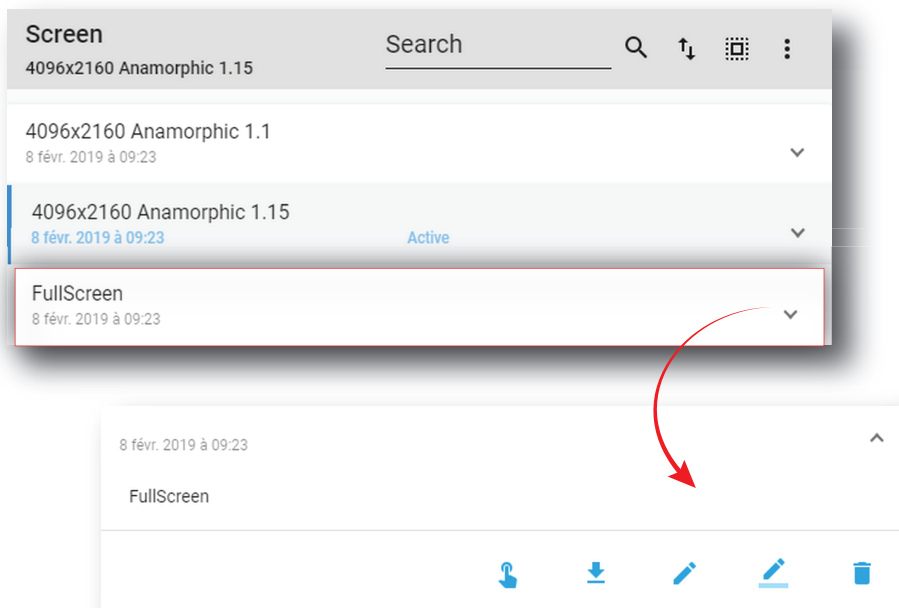 Screen
Search
4096x2160 Anamorphic 1.15
4096x2160 Anamorphic 1.1
8 févr. 2019 à 09:23
4096x2160 Anamorphic 1.15
8 févr. 2019 à 09:23
Active
FullScreen
8 févr. 2019 à 09:23
8 févr. 2019 à 09:23
FullScreen